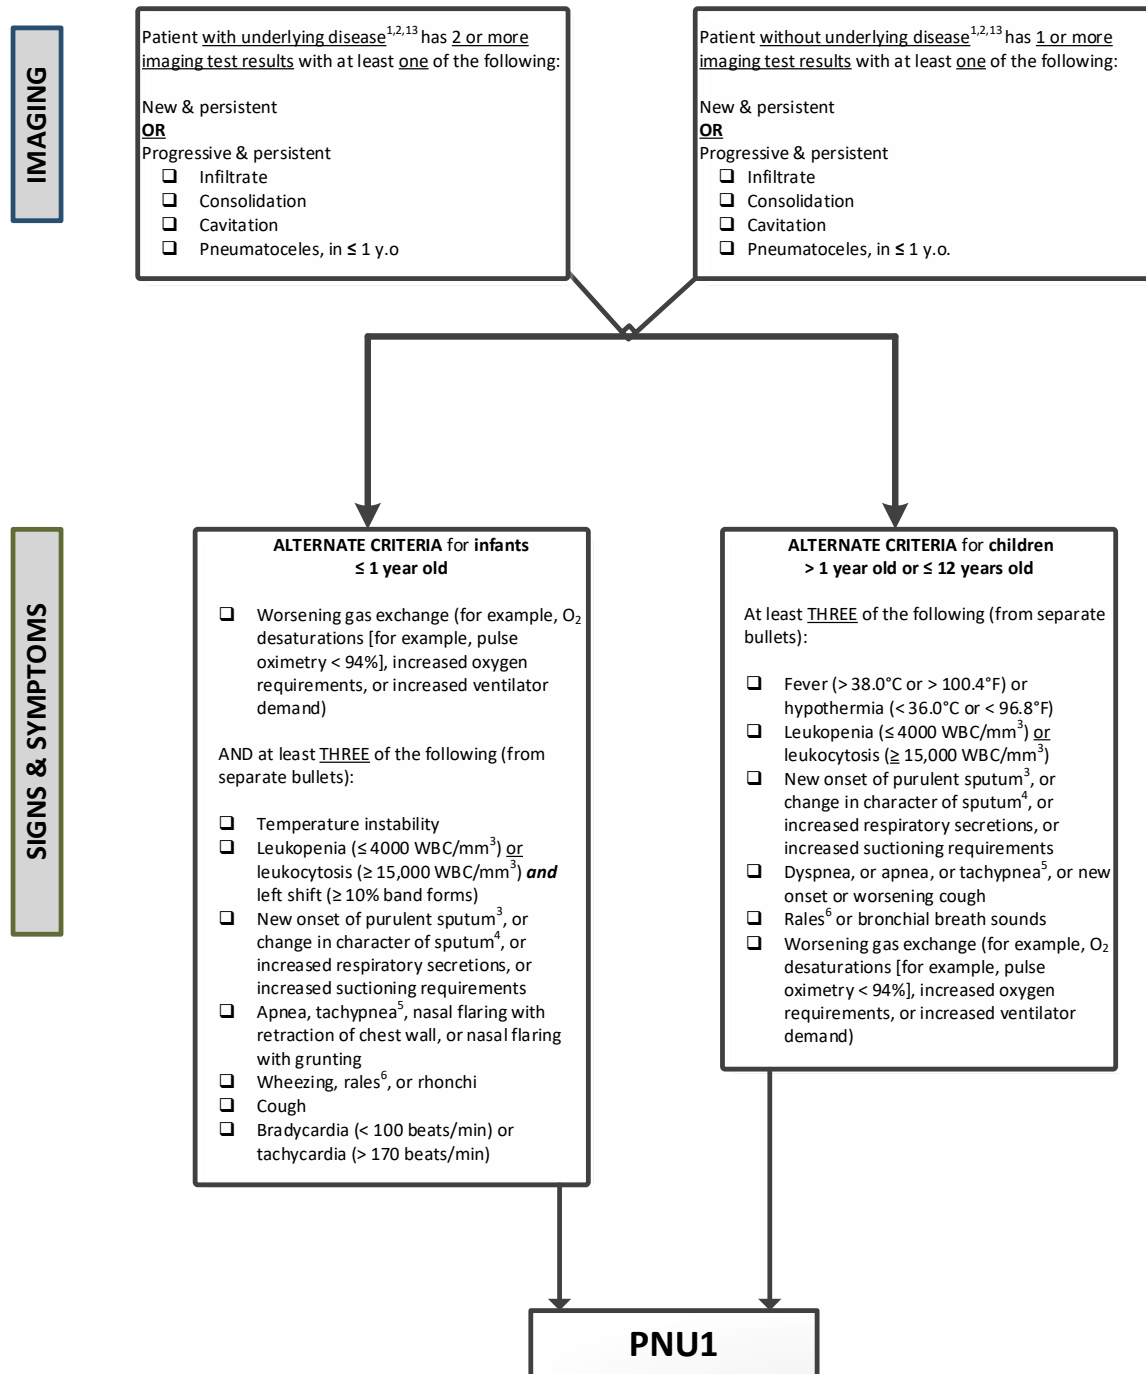 IMAGING
Patient with underlying disease1,2,13 has 2 or more
imaging test results with at least one of the following:
New & persistent
OR
Progressive & persistent
❑ Infiltrate
❑ Consolidation
❑ Cavitation
❑ Pneumatoceles, in ≤ 1 y.o
Patient without underlying disease1,2,13 has 1 or more
imaging test results with at least one of the following:
New & persistent
OR
Progressive & persistent
❑ Infiltrate
❑ Consolidation
❑ Cavitation
❑ Pneumatoceles, in ≤ 1 y.o.
SIGNS & SYMPTOMS
ALTERNATE CRITERIA for infants
≤ 1 year old
❑ Worsening gas exchange (for example, O2
desaturations [for example, pulse
oximetry < 94%], increased oxygen
requirements, or increased ventilator
demand)
AND at least THREE of the following (from
separate bullets):
❑ Temperature instability
❑ Leukopenia (≤ 4000 WBC/mm3) or
leukocytosis (≥ 15,000 WBC/mm3) and
left shift (≥ 10% band forms)
❑ New onset of purulent sputum3, or
change in character of sputum4, or
increased respiratory secretions, or
increased suctioning requirements
❑ Apnea, tachypnea5, nasal flaring with
retraction of chest wall, or nasal flaring
with grunting
❑ Wheezing, rales6, or rhonchi
❑ Cough
❑ Bradycardia (< 100 beats/min) or
tachycardia (> 170 beats/min)
ALTERNATE CRITERIA for children
> 1 year old or ≤ 12 years old
At least THREE of the following (from separate
bullets):
❑ Fever (> 38.0°C or > 100.4°F) or
hypothermia (< 36.0°C or < 96.8°F)
❑ Leukopenia (≤ 4000 WBC/mm3) or
leukocytosis (≥ 15,000 WBC/mm3)
❑ New onset of purulent sputum3, or
change in character of sputum4, or
increased respiratory secretions, or
increased suctioning requirements
❑ Dyspnea, or apnea, or tachypnea5, or new
onset or worsening cough
❑ Rales6 or bronchial breath sounds
❑ Worsening gas exchange (for example, O2
desaturations [for example, pulse
oximetry < 94%], increased oxygen
requirements, or increased ventilator
demand)
PNU1